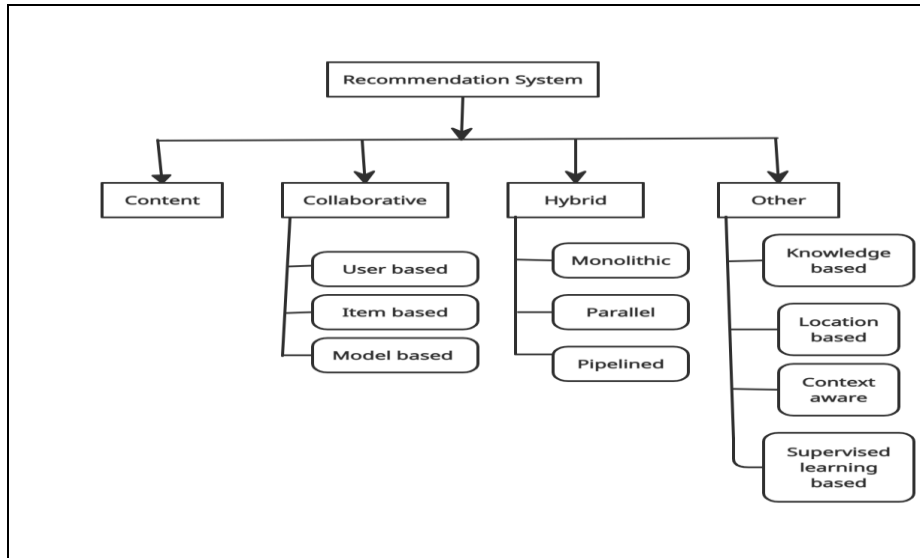 Recommendation System
Content
Collaborative
Hybrid
Other
User based
Item based
Model based
Monolithic
Parallel
Pipelined
Knowledge
based
Location
based
Context
aware
Supervised
learning
based